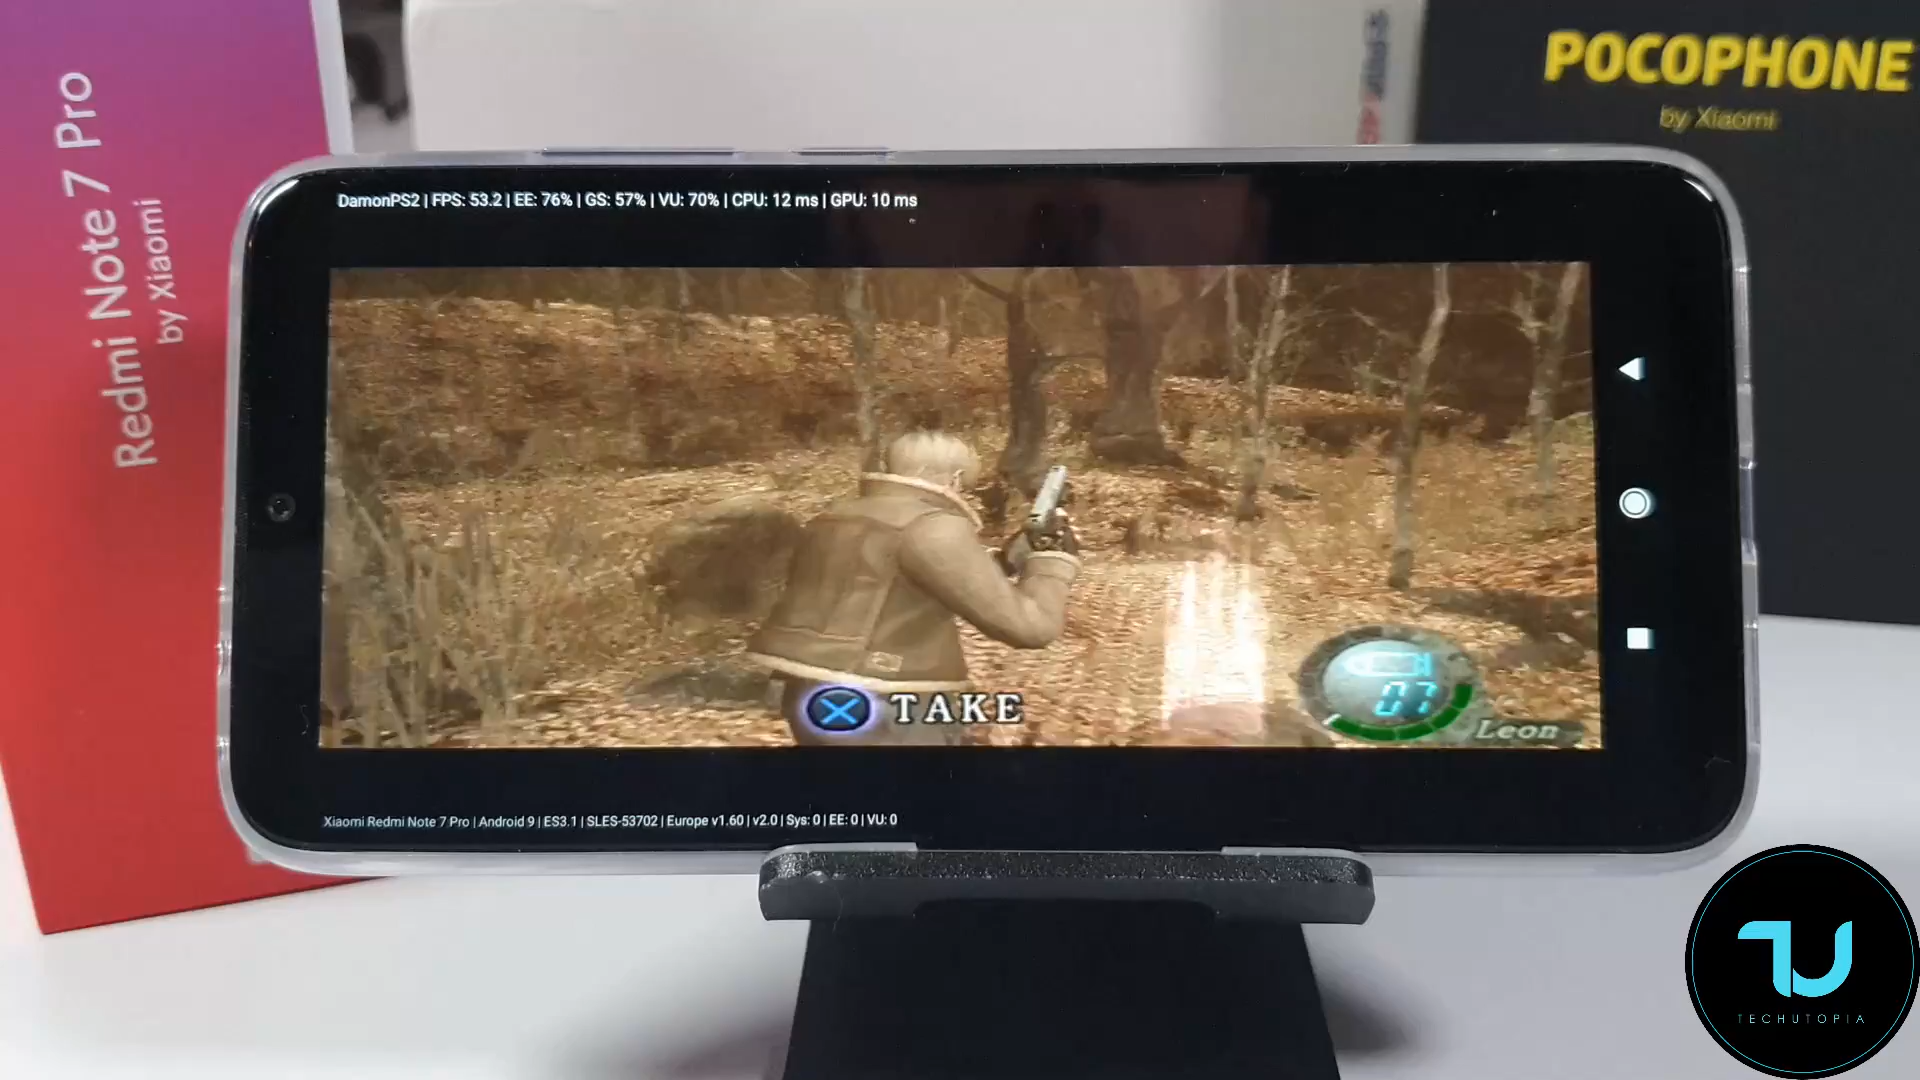 Redmi Note 7 Pro
by Xiaomi
POCOPHONE
by Xiaomi
DamonPS2 | FPS: 53.2 | EE: 76% | GS: 57% | VU: 70% | CPU: 12 ms | GPU: 10 ms
TAKE
07
Leon
Xiaomi Redmi Note 7 Pro | Android 9 | ES3.1 | SLES-53702 | Europe v1.60 | v2.0 | Sys: 0 | EE: 0 | VU: 0
TU
TECHUTOPIA